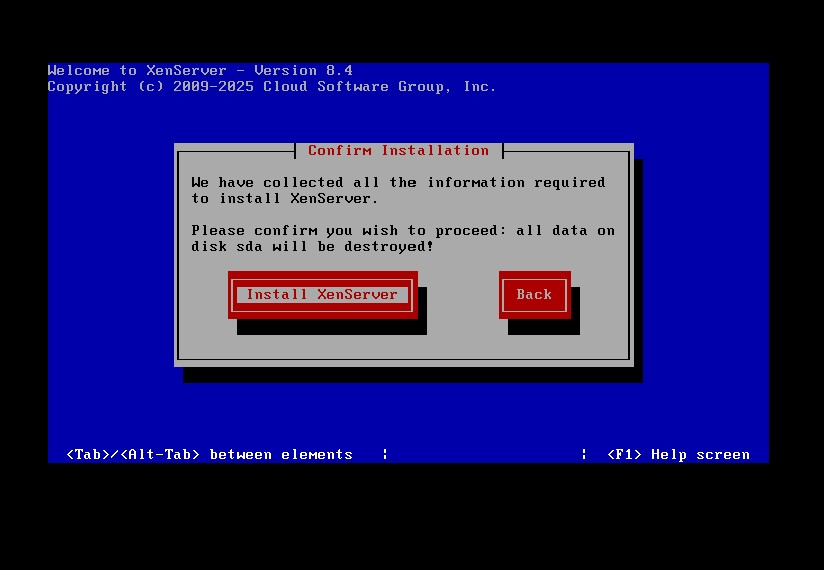 Welcome to XenServer - Version 8.4
Copyright (c) 2009-2025 Cloud Software Group, Inc.
Confirm Installation
We have collected all the information required
to install XenServer.
Please confirm you wish to proceed: all data on
disk sda will be destroyed!
Install XenServer
Back
<Tab>/<Alt-Tab> between elements ¦ ¦ <F1> Help screen